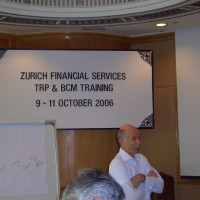 ZURICH FINANCIAL SERVICES
TRP & BCM TRAINING
9 - 11 OCTOBER 2006